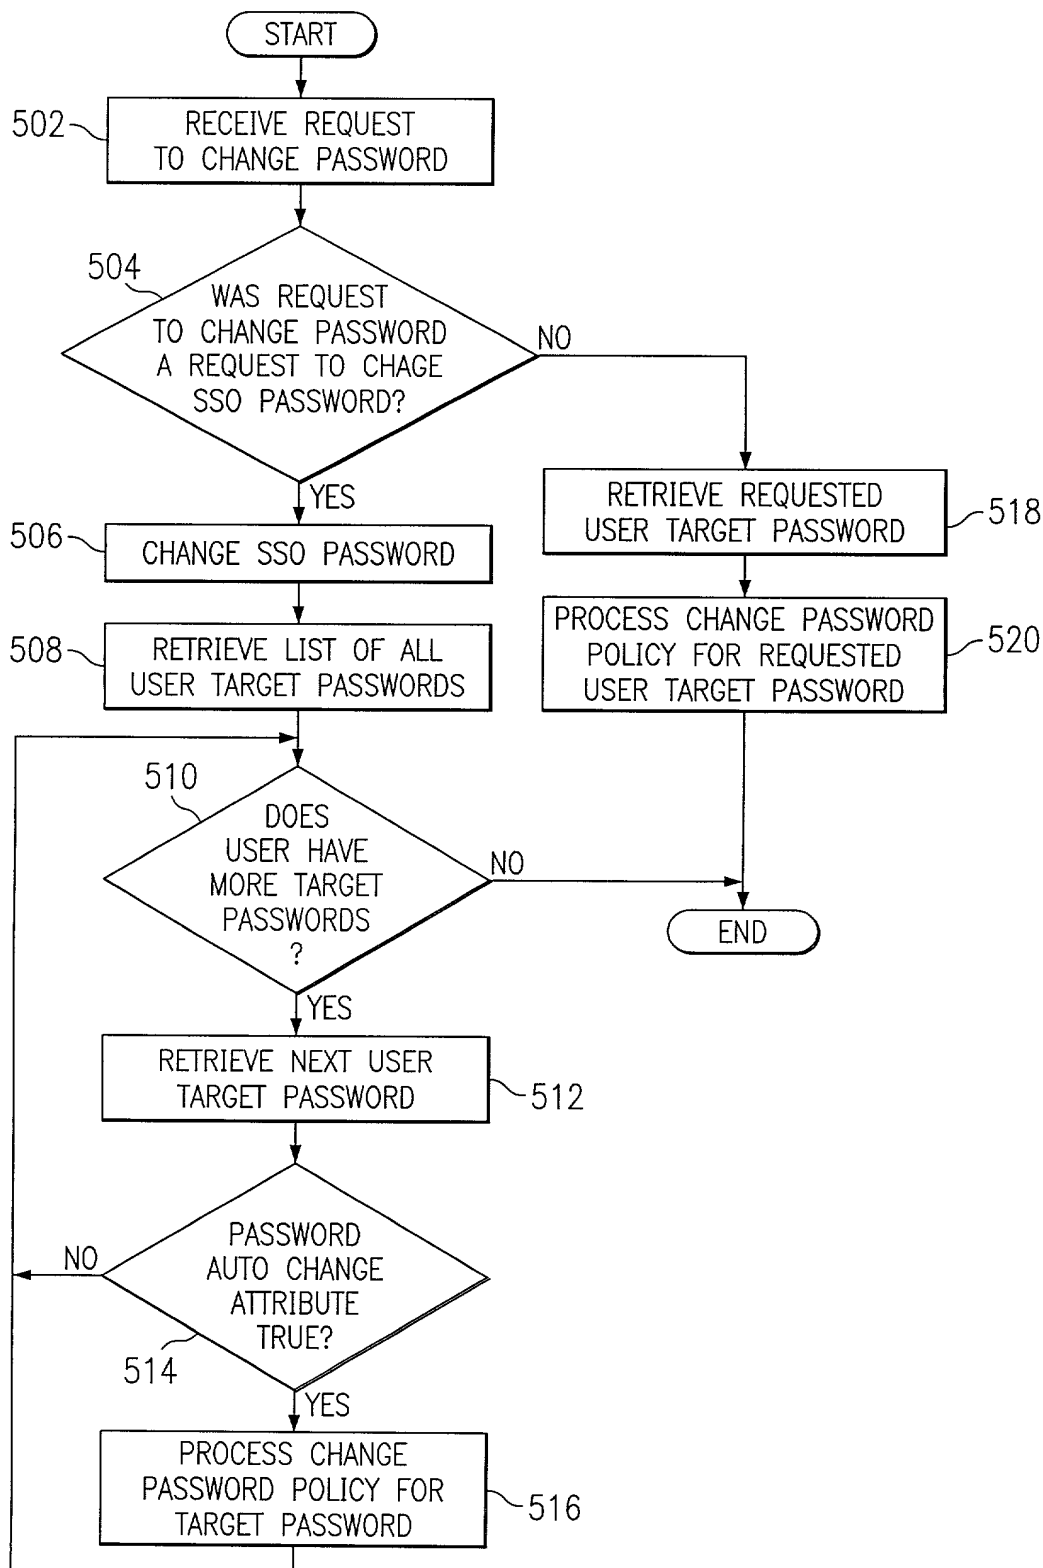 START
502
RECEIVE REQUEST
TO CHANGE PASSWORD
504
WAS REQUEST
TO CHANGE PASSWORD
A REQUEST TO CHAGE
SSO PASSWORD?
NO
YES
506
CHANGE SSO PASSWORD
RETRIEVE REQUESTED
USER TARGET PASSWORD
518
508
RETRIEVE LIST OF ALL
USER TARGET PASSWORDS
PROCESS CHANGE PASSWORD
POLICY FOR REQUESTED
USER TARGET PASSWORD
520
510
DOES
USER HAVE
MORE TARGET
PASSWORDS
?
NO
END
YES
RETRIEVE NEXT USER
TARGET PASSWORD
512
PASSWORD
AUTO CHANGE
ATTRIBUTE
TRUE?
NO
514
YES
PROCESS CHANGE
PASSWORD POLICY FOR
TARGET PASSWORD
516